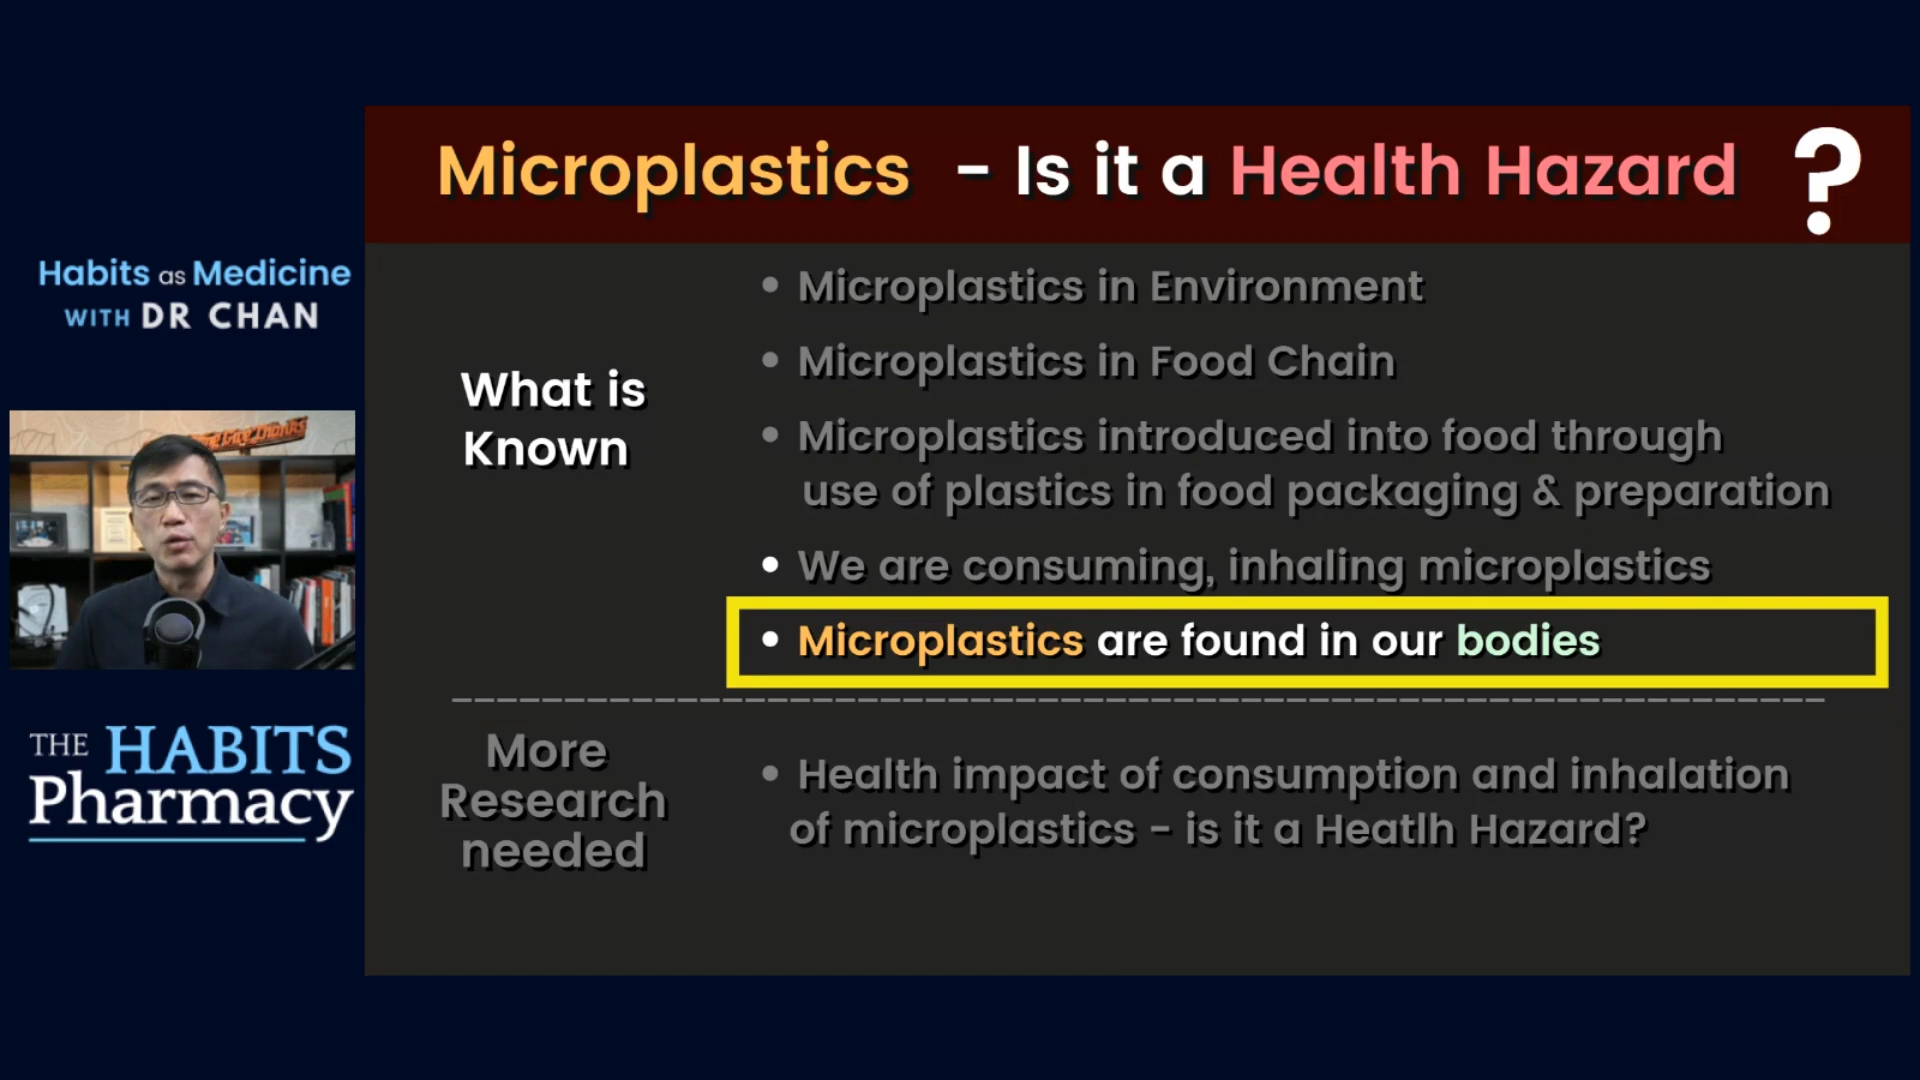 Microplastics - Is it a Health Hazard ?
Habits as Medicine
WITH DR CHAN
What is
Known
• Microplastics in Environment
• Microplastics in Food Chain
• Microplastics introduced into food through
use of plastics in food packaging & preparation
• We are consuming, inhaling microplastics
• Microplastics are found in our bodies
More
Research
needed
• Health impact of consumption and inhalation
of microplastics - is it a Heatlh Hazard?
Give Thanks
THE HABITS
Pharmacy